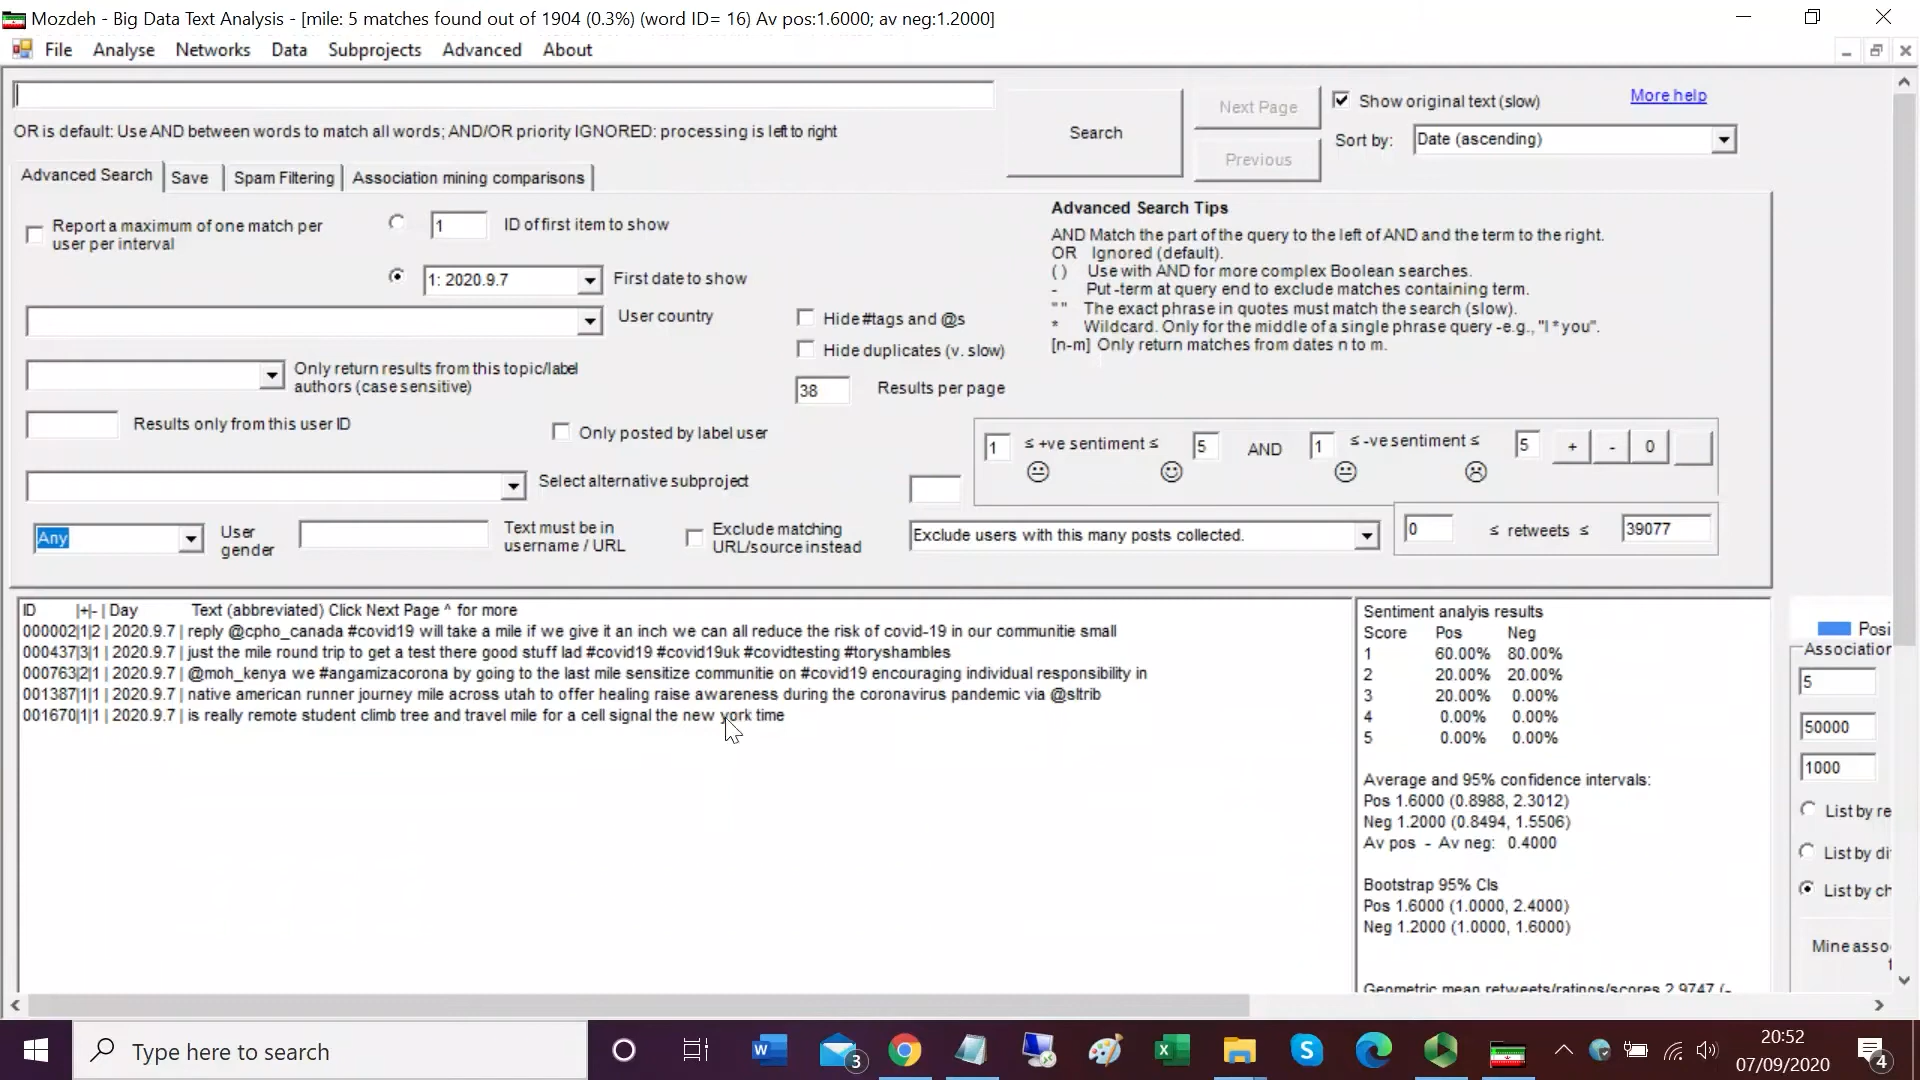 Mozdeh - Big Data Text Analysis - [mile: 5 matches found out of 1904 (0.3%) (word ID= 16) Av pos:1.6000; av neg:1.2000]
File Analyse Networks Data Subprojects Advanced About
OR is default: Use AND between words to match all words; AND/OR priority IGNORED: processing is left to right
Search
Next Page
Previous
Show original text (slow)
More help
Sort by: Date (ascending)
Advanced Search Save Spam Filtering Association mining comparisons
Report a maximum of one match per
user per interval
1 ID of first item to show
1: 2020.9.7 First date to show
User country
Hide #tags and @s
Hide duplicates (v. slow)
38 Results per page
Only return results from this topic/label
authors (case sensitive)
Results only from this user ID
Only posted by label user
Select alternative subproject
Any User
gender
Text must be in
username / URL
Exclude matching
URL/source instead
Exclude users with this many posts collected.
Advanced Search Tips
AND Match the part of the query to the left of AND and the term to the right.
OR Ignored (default).
( ) Use with AND for more complex Boolean searches.
- Put -term at query end to exclude matches containing term.
" " The exact phrase in quotes must match the search (slow).
* Wildcard. Only for the middle of a single phrase query -e.g., "I * you".
[n-m] Only return matches from dates n to m.
1 ≤ +ve sentiment ≤ 5 AND 1 ≤ -ve sentiment ≤ 5 + - 0
0 ≤ retweets ≤ 39077
ID |+|- | Day Text (abbreviated) Click Next Page ^ for more
000002|1|2 | 2020.9.7 | reply @cpho_canada #covid19 will take a mile if we give it an inch we can all reduce the risk of covid-19 in our communitie small
000437|3|1 | 2020.9.7 | just the mile round trip to get a test there good stuff lad #covid19 #covid19uk #covidtesting #toryshambles
000763|2|1 | 2020.9.7 | @moh_kenya we #angamizacorona by going to the last mile sensitize communitie on #covid19 encouraging individual responsibility in
001387|1|1 | 2020.9.7 | native american runner journey mile across utah to offer healing raise awareness during the coronavirus pandemic via @sltrib
001670|1|1 | 2020.9.7 | is really remote student climb tree and travel mile for a cell signal the new york time
Sentiment analyis results
Score Pos Neg
1 60.00% 80.00%
2 20.00% 20.00%
3 20.00% 0.00%
4 0.00% 0.00%
5 0.00% 0.00%
Average and 95% confidence intervals:
Pos 1.6000 (0.8988, 2.3012)
Neg 1.2000 (0.8494, 1.5506)
Av pos - Av neg: 0.4000
Bootstrap 95% CIs
Pos 1.6000 (1.0000, 2.4000)
Neg 1.2000 (1.0000, 1.6000)
Geometric mean retweets/ratings/scores 2.9747 (-
Posi
Association
5
50000
1000
List by re
List by di
List by ch
Mine asso
Type here to search
3
20:52
07/09/2020
4